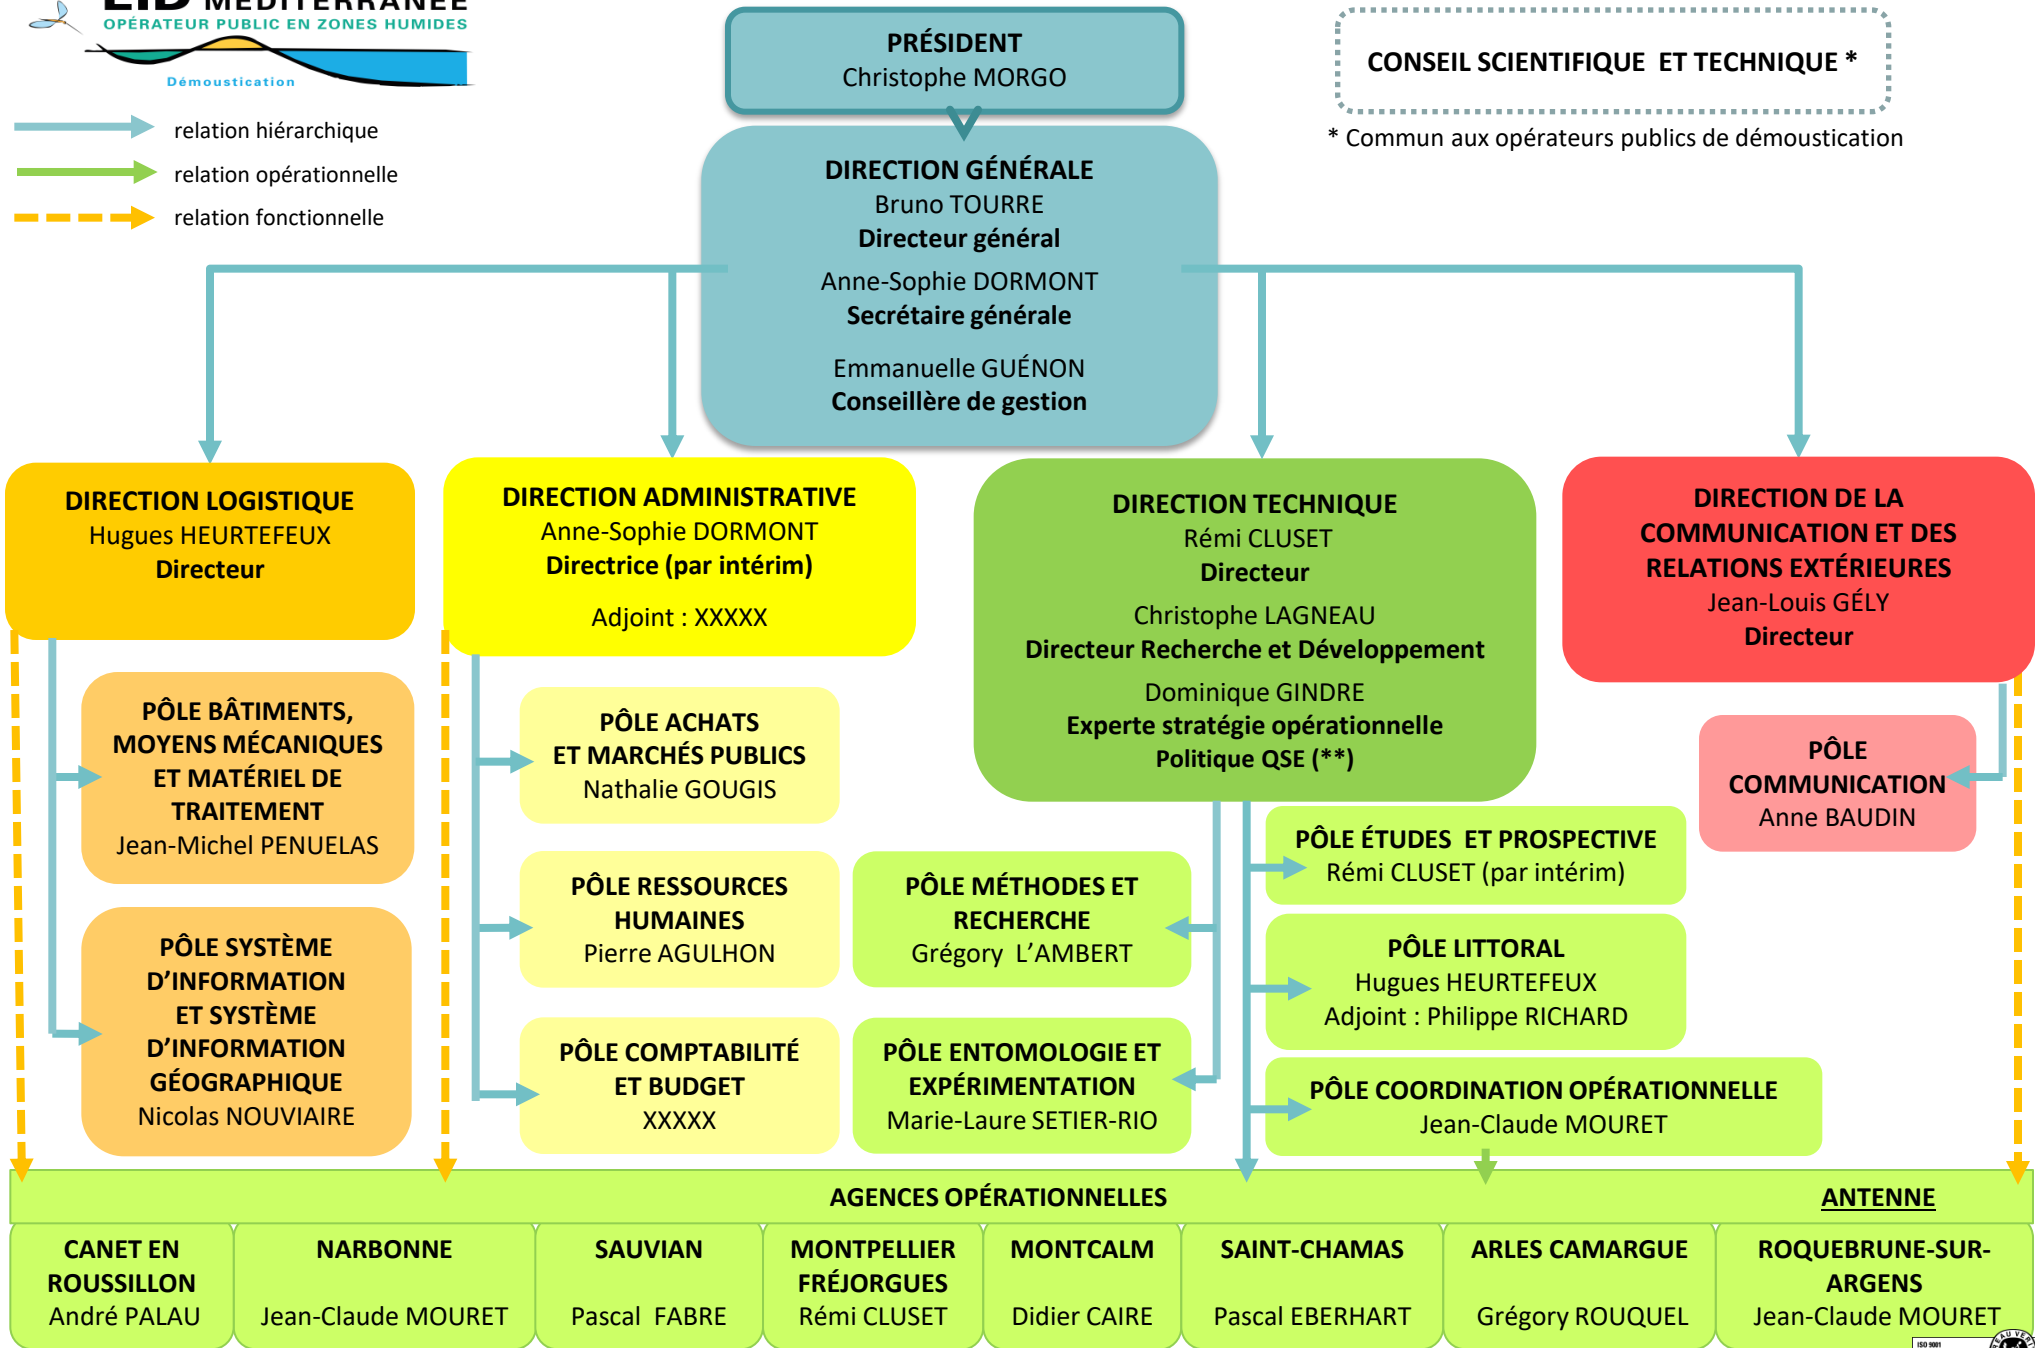 EID MÉDITERRANÉE
OPÉRATEUR PUBLIC EN ZONES HUMIDES
Démoustication
relation hiérarchique
relation opérationnelle
relation fonctionnelle
PRÉSIDENT
Christophe MORGO
CONSEIL SCIENTIFIQUE ET TECHNIQUE *
* Commun aux opérateurs publics de démoustication
DIRECTION GÉNÉRALE
Bruno TOURRE
Directeur général
Anne-Sophie DORMONT
Secrétaire générale
Emmanuelle GUÉNON
Conseillère de gestion
DIRECTION LOGISTIQUE
Hugues HEURTEFEUX
Directeur
DIRECTION ADMINISTRATIVE
Anne-Sophie DORMONT
Directrice (par intérim)
Adjoint : XXXXX
DIRECTION TECHNIQUE
Rémi CLUSET
Directeur
Christophe LAGNEAU
Directeur Recherche et Développement
Dominique GINDRE
Experte stratégie opérationnelle
Politique QSE (**)
DIRECTION DE LA
COMMUNICATION ET DES
RELATIONS EXTÉRIEURES
Jean-Louis GÉLY
Directeur
PÔLE BÂTIMENTS,
MOYENS MÉCANIQUES
ET MATÉRIEL DE
TRAITEMENT
Jean-Michel PENUELAS
PÔLE SYSTÈME
D'INFORMATION
ET SYSTÈME
D'INFORMATION
GÉOGRAPHIQUE
Nicolas NOUVIAIRE
PÔLE ACHATS
ET MARCHÉS PUBLICS
Nathalie GOUGIS
PÔLE RESSOURCES
HUMAINES
Pierre AGULHON
PÔLE COMPTABILITÉ
ET BUDGET
XXXXX
PÔLE MÉTHODES ET
RECHERCHE
Grégory L'AMBERT
PÔLE ENTOMOLOGIE ET
EXPÉRIMENTATION
Marie-Laure SETIER-RIO
PÔLE ÉTUDES ET PROSPECTIVE
Rémi CLUSET (par intérim)
PÔLE LITTORAL
Hugues HEURTEFEUX
Adjoint : Philippe RICHARD
PÔLE COORDINATION OPÉRATIONNELLE
Jean-Claude MOURET
PÔLE
COMMUNICATION
Anne BAUDIN
AGENCES OPÉRATIONNELLES
ANTENNE
CANET EN
ROUSSILLON
André PALAU
NARBONNE
Jean-Claude MOURET
SAUVIAN
Pascal FABRE
MONTPELLIER
FRÉJORGUES
Rémi CLUSET
MONTCALM
Didier CAIRE
SAINT-CHAMAS
Pascal EBERHART
ARLES CAMARGUE
Grégory ROUQUEL
ROQUEBRUNE-SUR-
ARGENS
Jean-Claude MOURET
ISO 9001